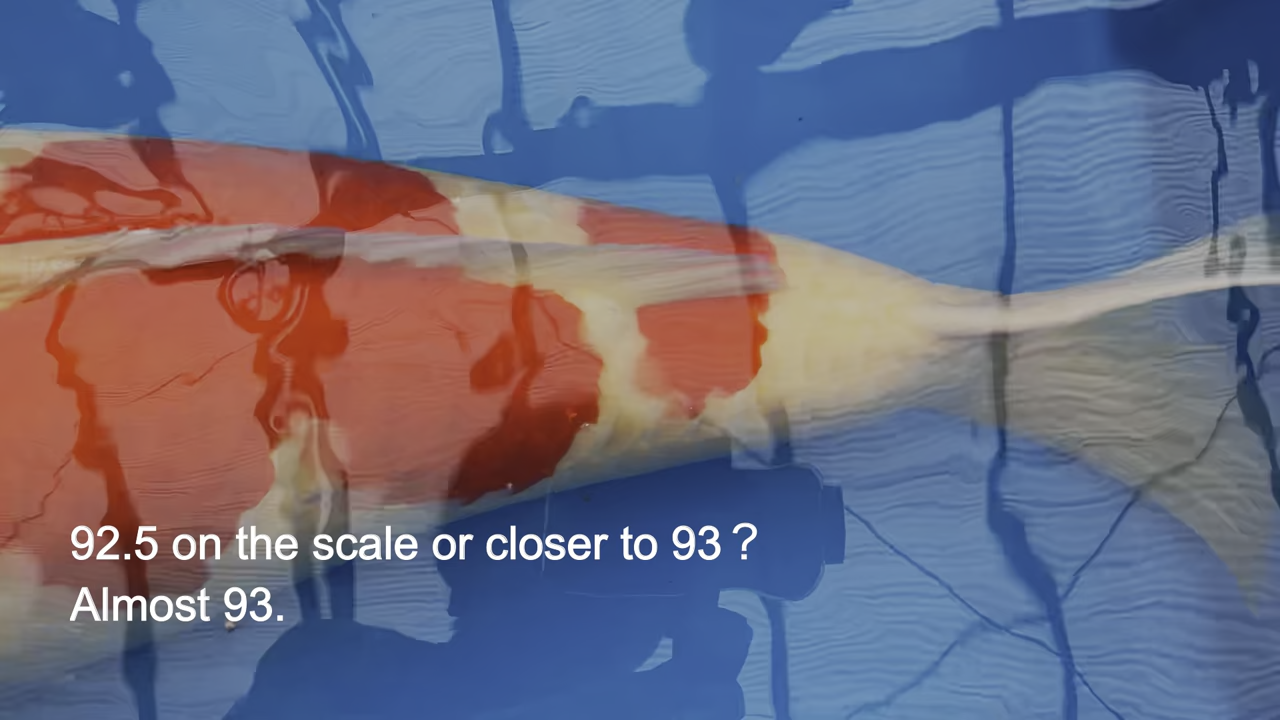 92.5 on the scale or closer to 93？
Almost 93.